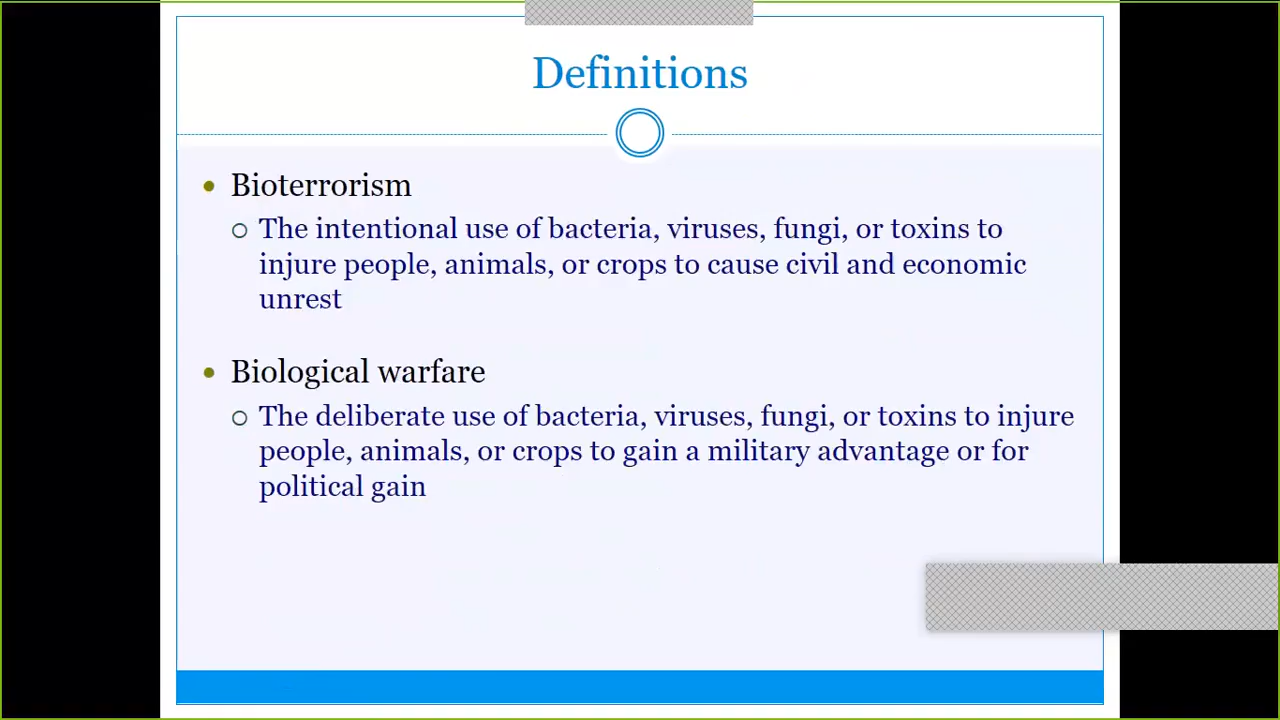 Definitions
Bioterrorism
The intentional use of bacteria, viruses, fungi, or toxins to
injure people, animals, or crops to cause civil and economic
unrest
Biological warfare
The deliberate use of bacteria, viruses, fungi, or toxins to injure
people, animals, or crops to gain a military advantage or for
political gain